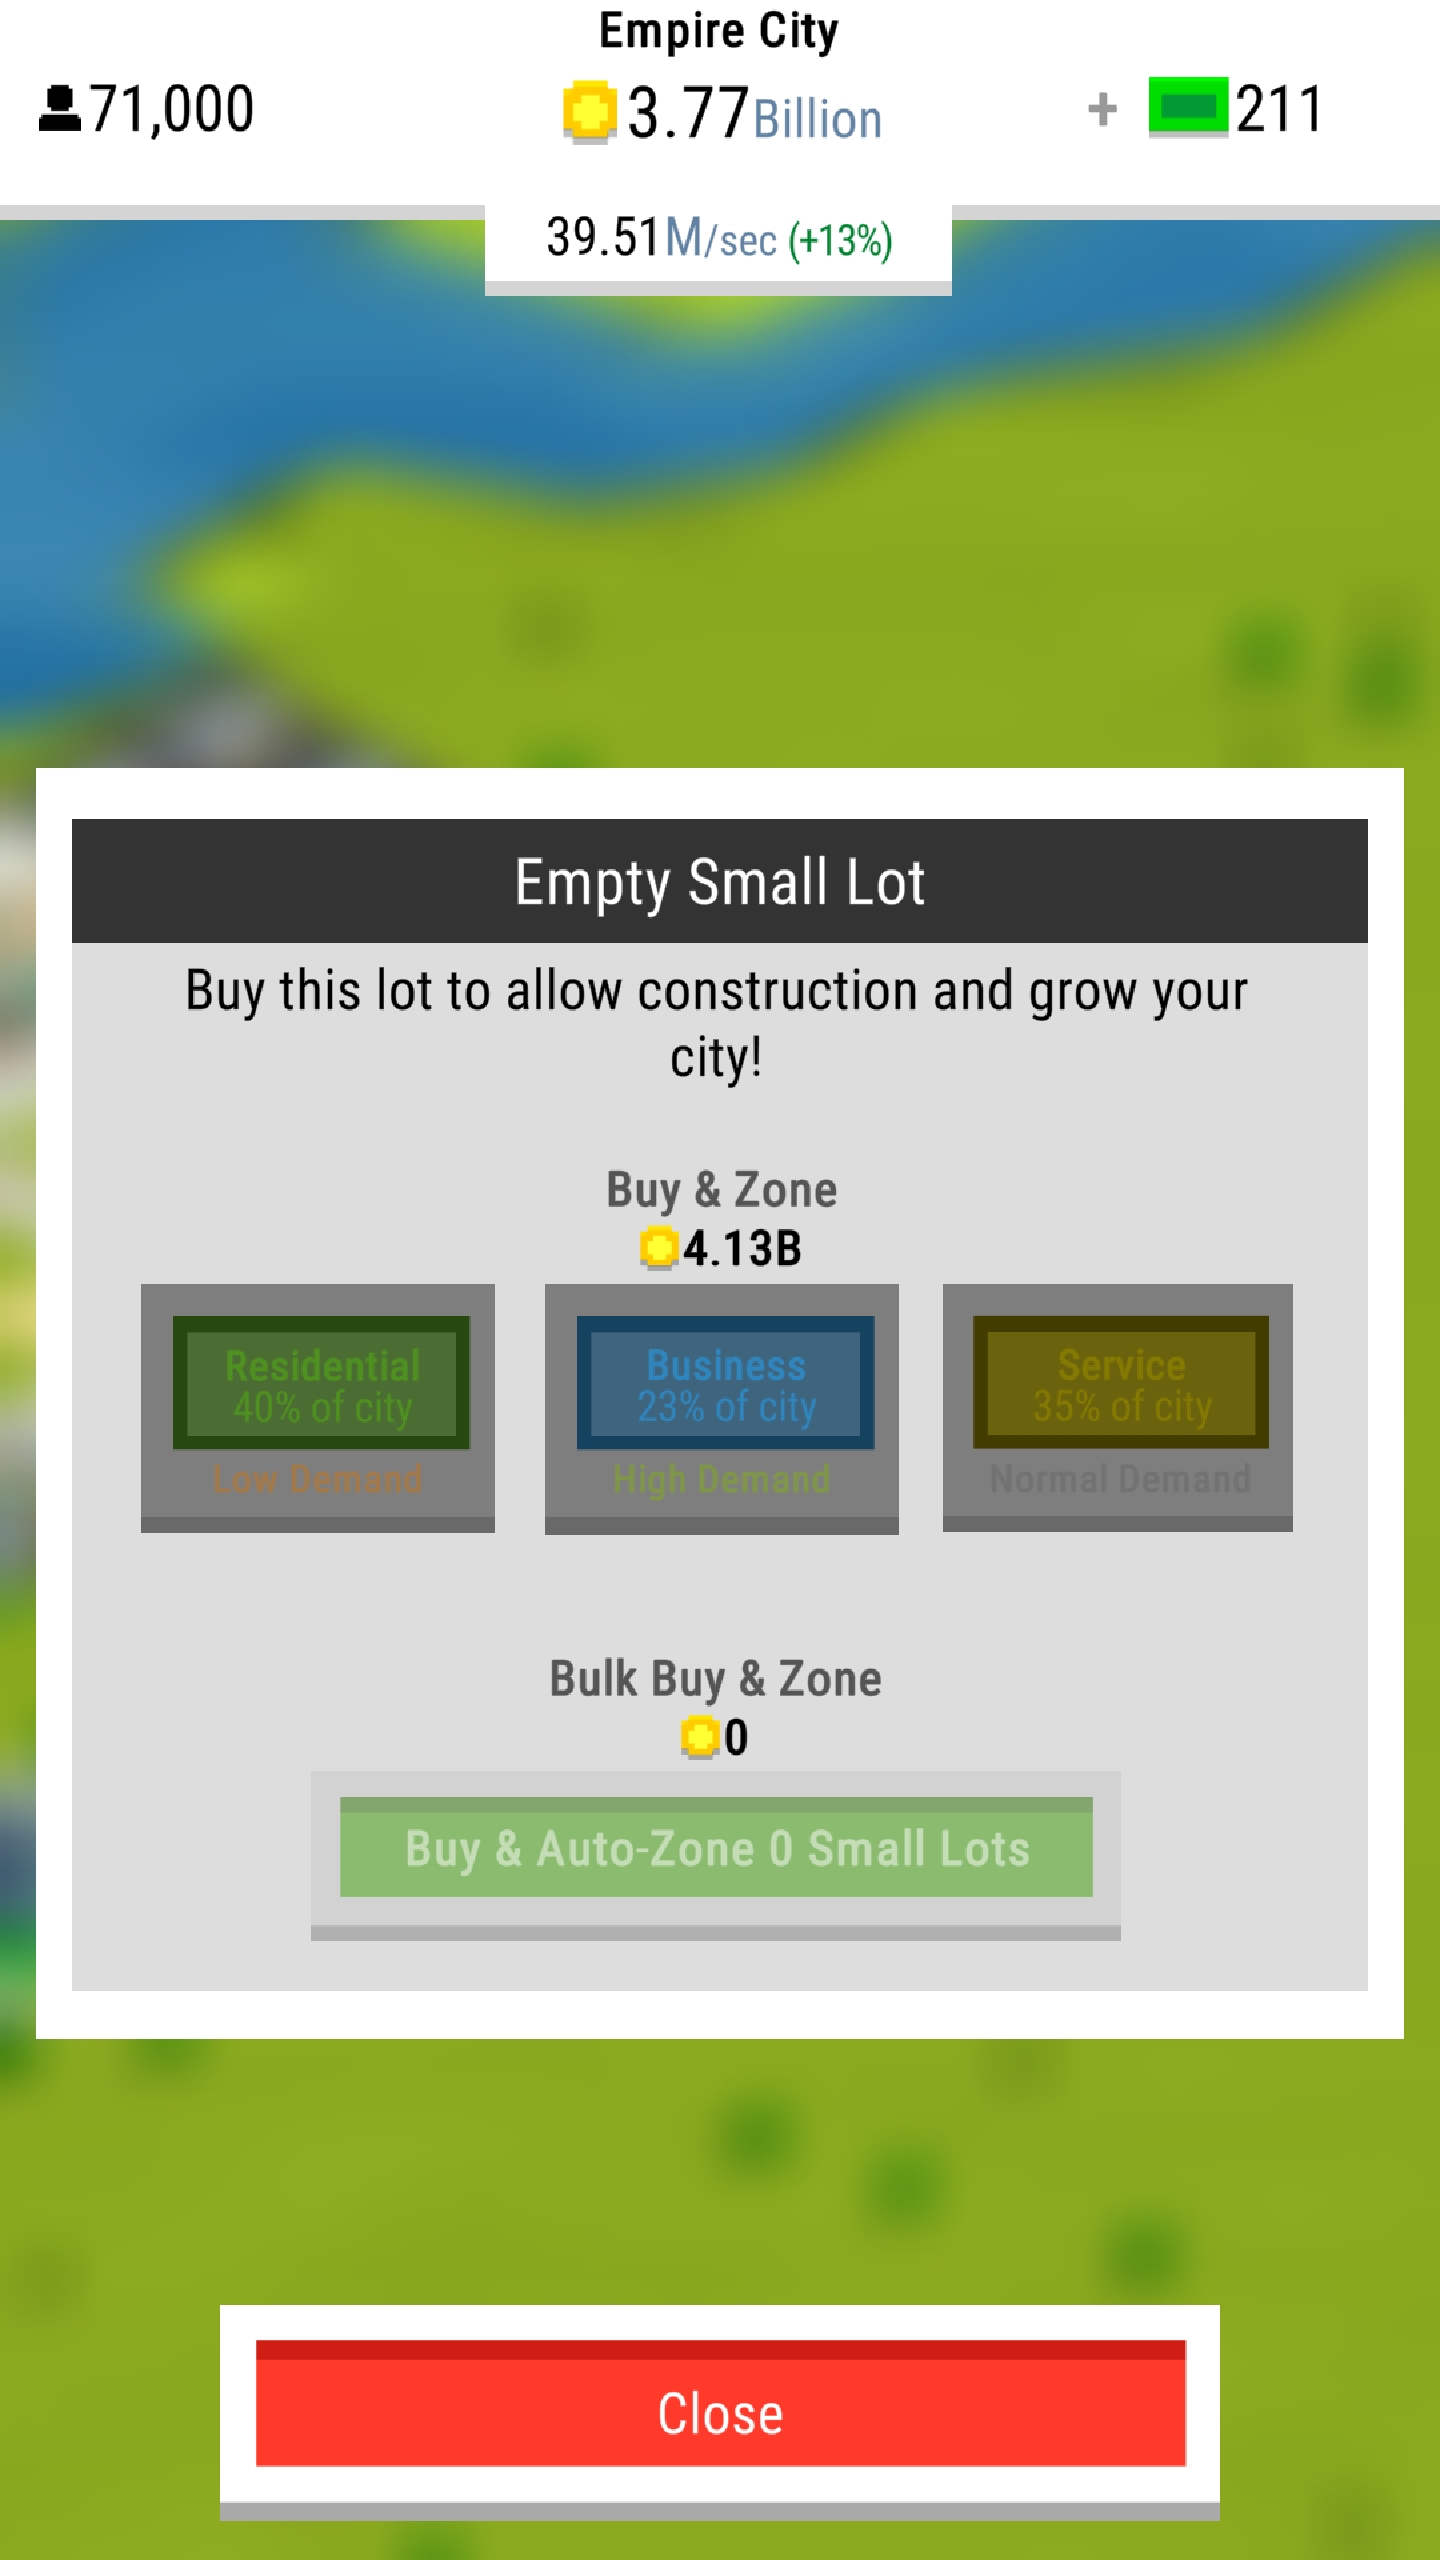 Empire City
71,000
3.77Billion
+ 211
39.51M/sec (+13%)
Empty Small Lot
Buy this lot to allow construction and grow your
city!
Buy & Zone
4.13B
Residential
40% of city
Low Demand
Business
23% of city
High Demand
Service
35% of city
Normal Demand
Bulk Buy & Zone
0
Buy & Auto-Zone 0 Small Lots
Close